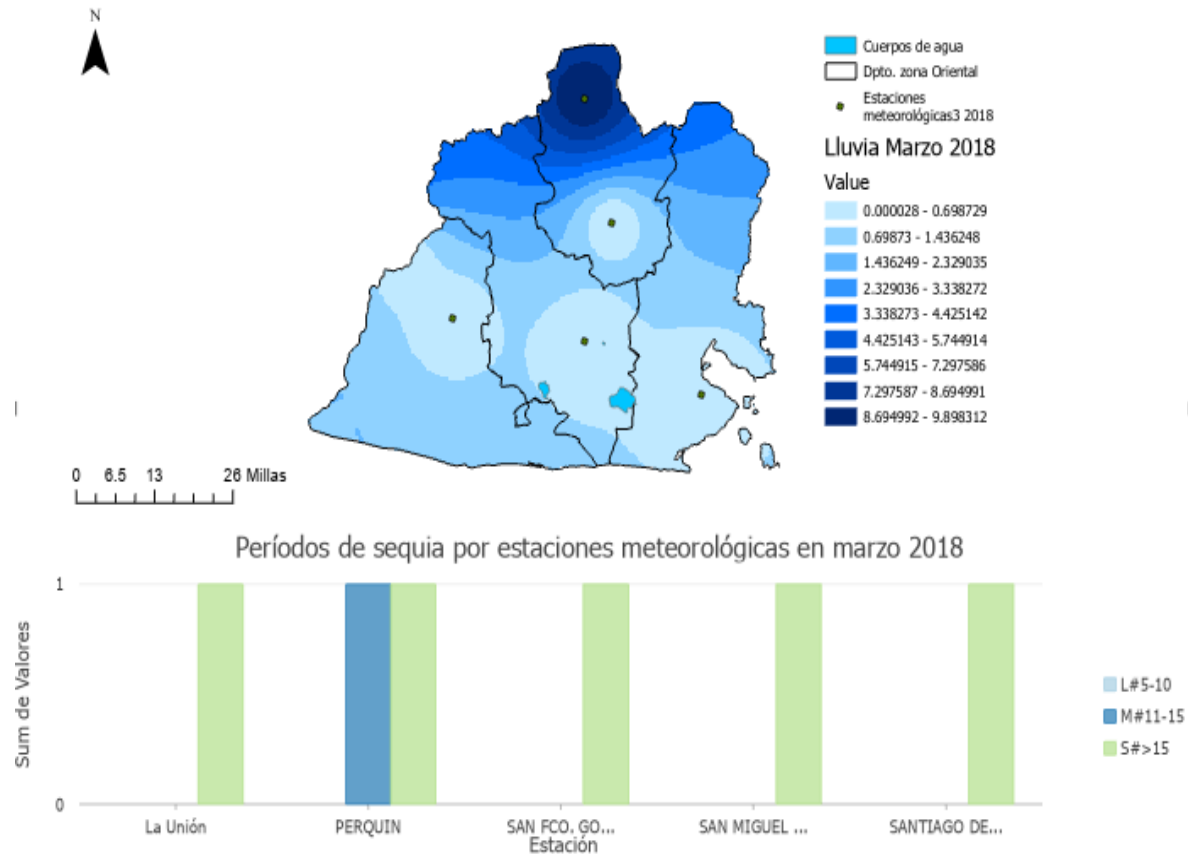 N
Cuerpos de agua
Dpto. zona Oriental
Estaciones
meteorológicas3 2018
Lluvia Marzo 2018
Value
0.000028 - 0.698729
0.69873 - 1.436248
1.436249 - 2.329035
2.329036 - 3.338272
3.338273 - 4.425142
4.425143 - 5.744914
5.744915 - 7.297586
7.297587 - 8.694991
8.694992 - 9.898312
0 6.5 13 26 Millas
Períodos de sequia por estaciones meteorológicas en marzo 2018
Sum de Valores
1
0
La Unión PERQUIN SAN FCO. GO... SAN MIGUEL ... SANTIAGO DE...
Estación
L#5-10
M#11-15
S#>15